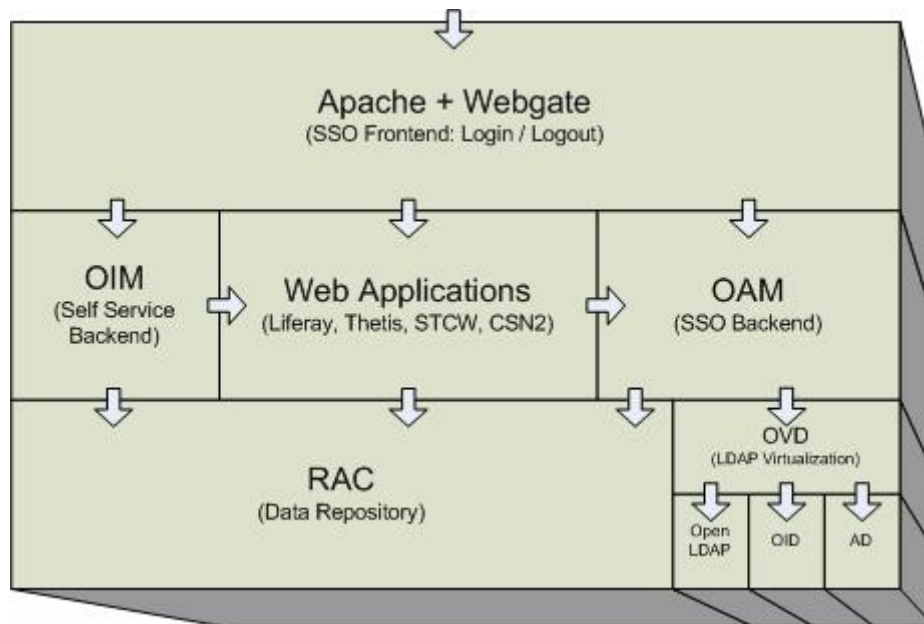 Apache + Webgate
(SSO Frontend: Login / Logout)
OIM
(Self Service
Backend)
Web Applications
(Liferay, Thetis, STCW, CSN2)
OAM
(SSO Backend)
RAC
(Data Repository)
OVD
(LDAP Virtualization)
Open
LDAP
OID
AD